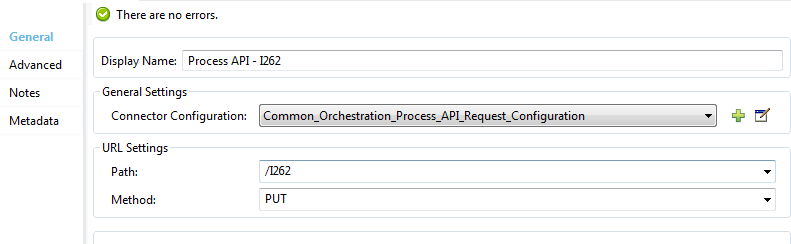 There are no errors.
General
Advanced
Notes
Metadata
Display Name: Process API - I262
General Settings
Connector Configuration: Common_Orchestration_Process_API_Request_Configuration
URL Settings
Path: /I262
Method: PUT